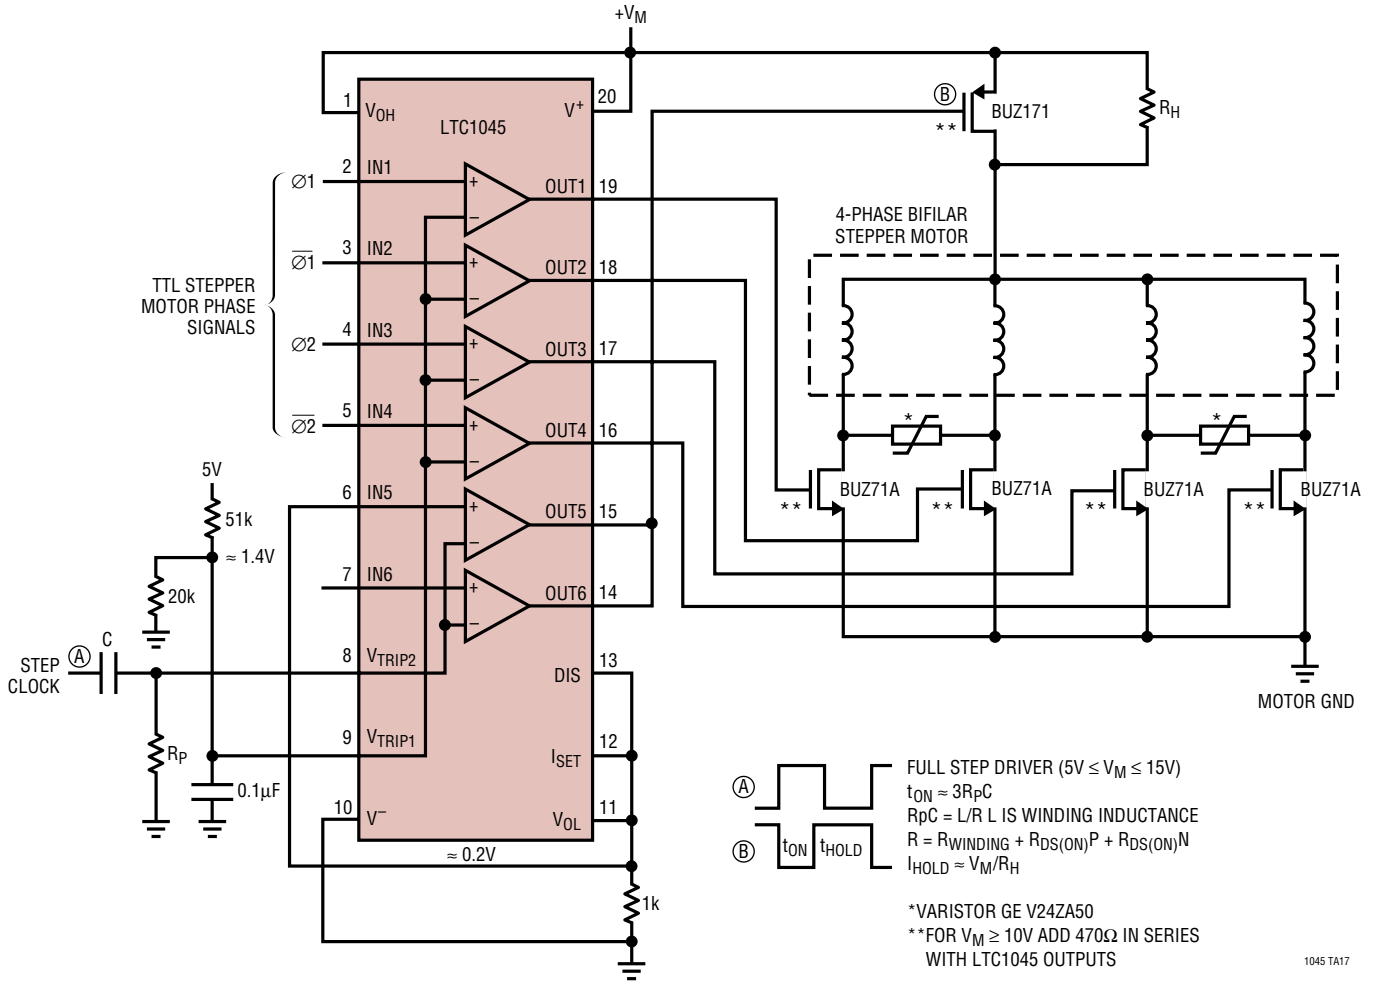 +VM
1
VOH
LTC1045
V+
20
B
**
BUZ171
RH
2
IN1
+
−
OUT1
19
∅1
3
IN2
+
−
OUT2
18
∅1̅
4-PHASE BIFILAR
STEPPER MOTOR
TTL STEPPER
MOTOR PHASE
SIGNALS
4
IN3
+
−
OUT3
17
∅2
5
IN4
+
−
OUT4
16
∅2̅
*
*
5V
51k
≈ 1.4V
20k
6
IN5
+
−
OUT5
15
**
BUZ71A
**
BUZ71A
**
BUZ71A
**
BUZ71A
7
IN6
+
−
OUT6
14
C
STEP
CLOCK
A
8
VTRIP2
DIS
13
MOTOR GND
RP
9
VTRIP1
ISET
12
0.1µF
10
V−
VOL
11
≈ 0.2V
1k
A
B
tON
tHOLD
FULL STEP DRIVER (5V ≤ VM ≤ 15V)
tON ≈ 3RPC
RpC = L/R L IS WINDING INDUCTANCE
R = RWINDING + RDS(ON)P + RDS(ON)N
IHOLD ≈ VM/RH
*VARISTOR GE V24ZA50
**FOR VM ≥ 10V ADD 470Ω IN SERIES
WITH LTC1045 OUTPUTS
1045 TA17